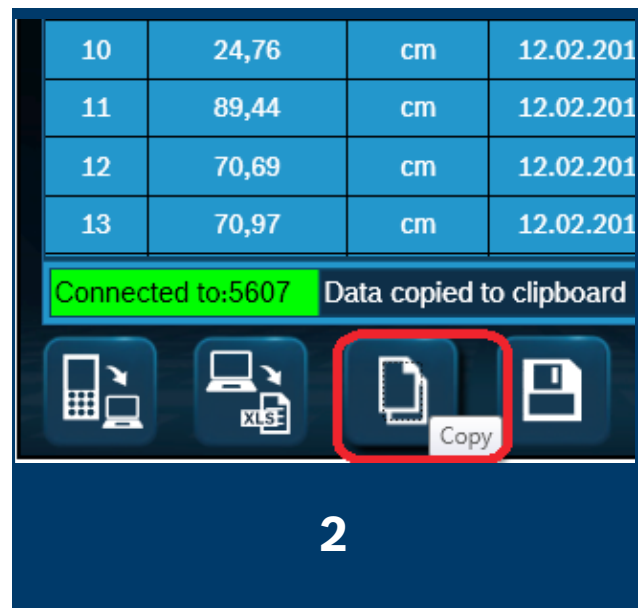 10 24,76 cm 12.02.201
11 89,44 cm 12.02.201
12 70,69 cm 12.02.201
13 70,97 cm 12.02.201
Connected to:5607 Data copied to clipboard
XLSE
Copy
2